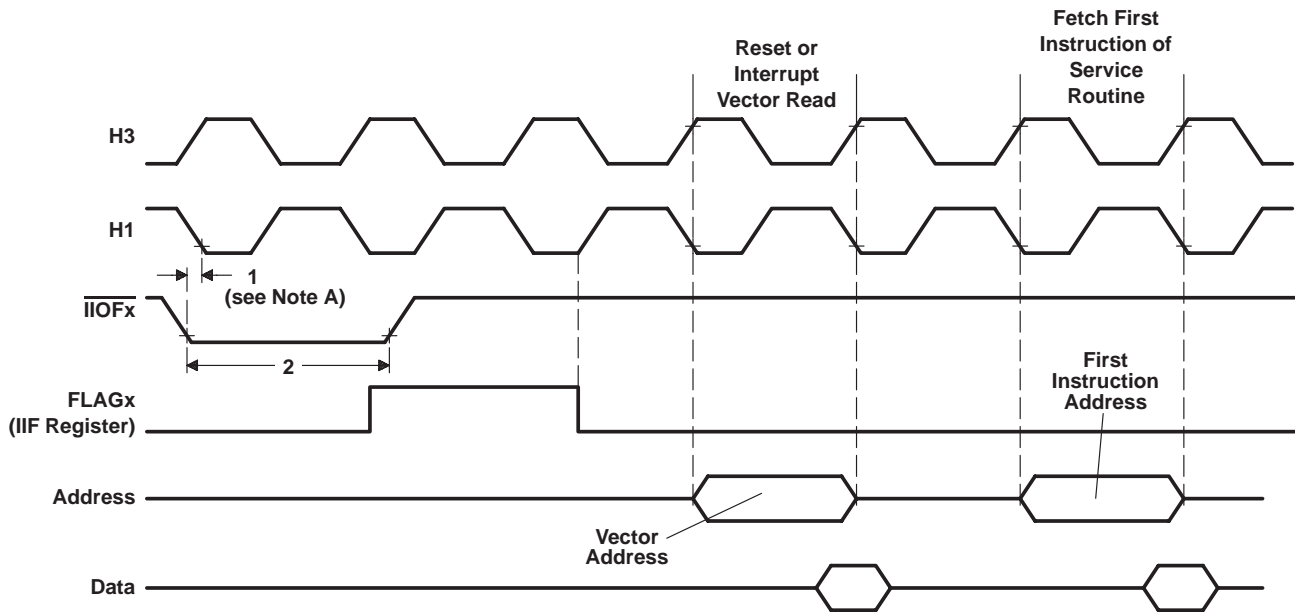 Reset or
Interrupt
Vector Read
Fetch First
Instruction of
Service
Routine
H3
H1
1
(see Note A)
IIOFx
2
FLAGx
(IIF Register)
First
Instruction
Address
Address
Vector
Address
Data